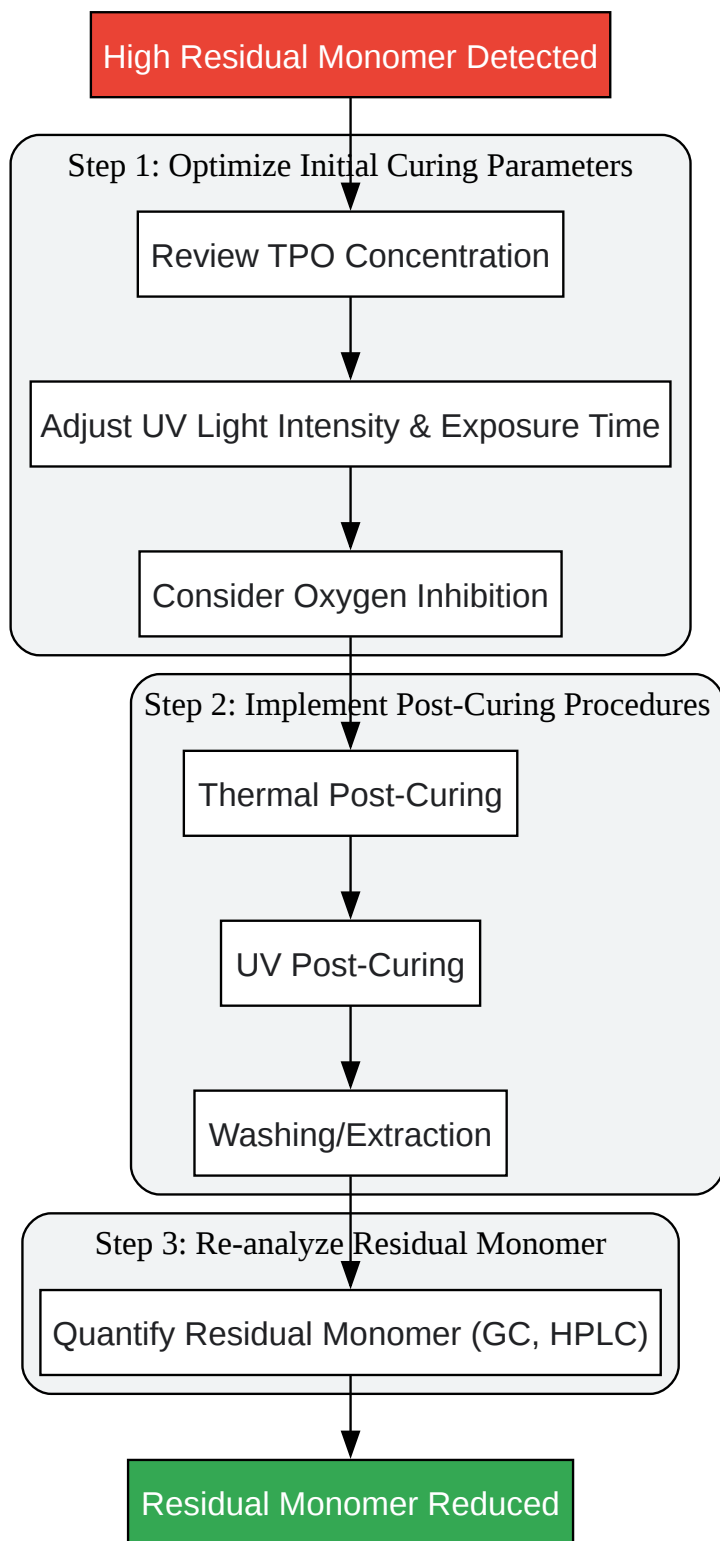 High Residual Monomer Detected
Step 1: Optimize Initial Curing Parameters
Review TPO Concentration
Adjust UV Light Intensity & Exposure Time
Consider Oxygen Inhibition
Step 2: Implement Post-Curing Procedures
Thermal Post-Curing
UV Post-Curing
Washing/Extraction
Step 3: Re-analyze Residual Monomer
Quantify Residual Monomer (GC, HPLC)
Residual Monomer Reduced